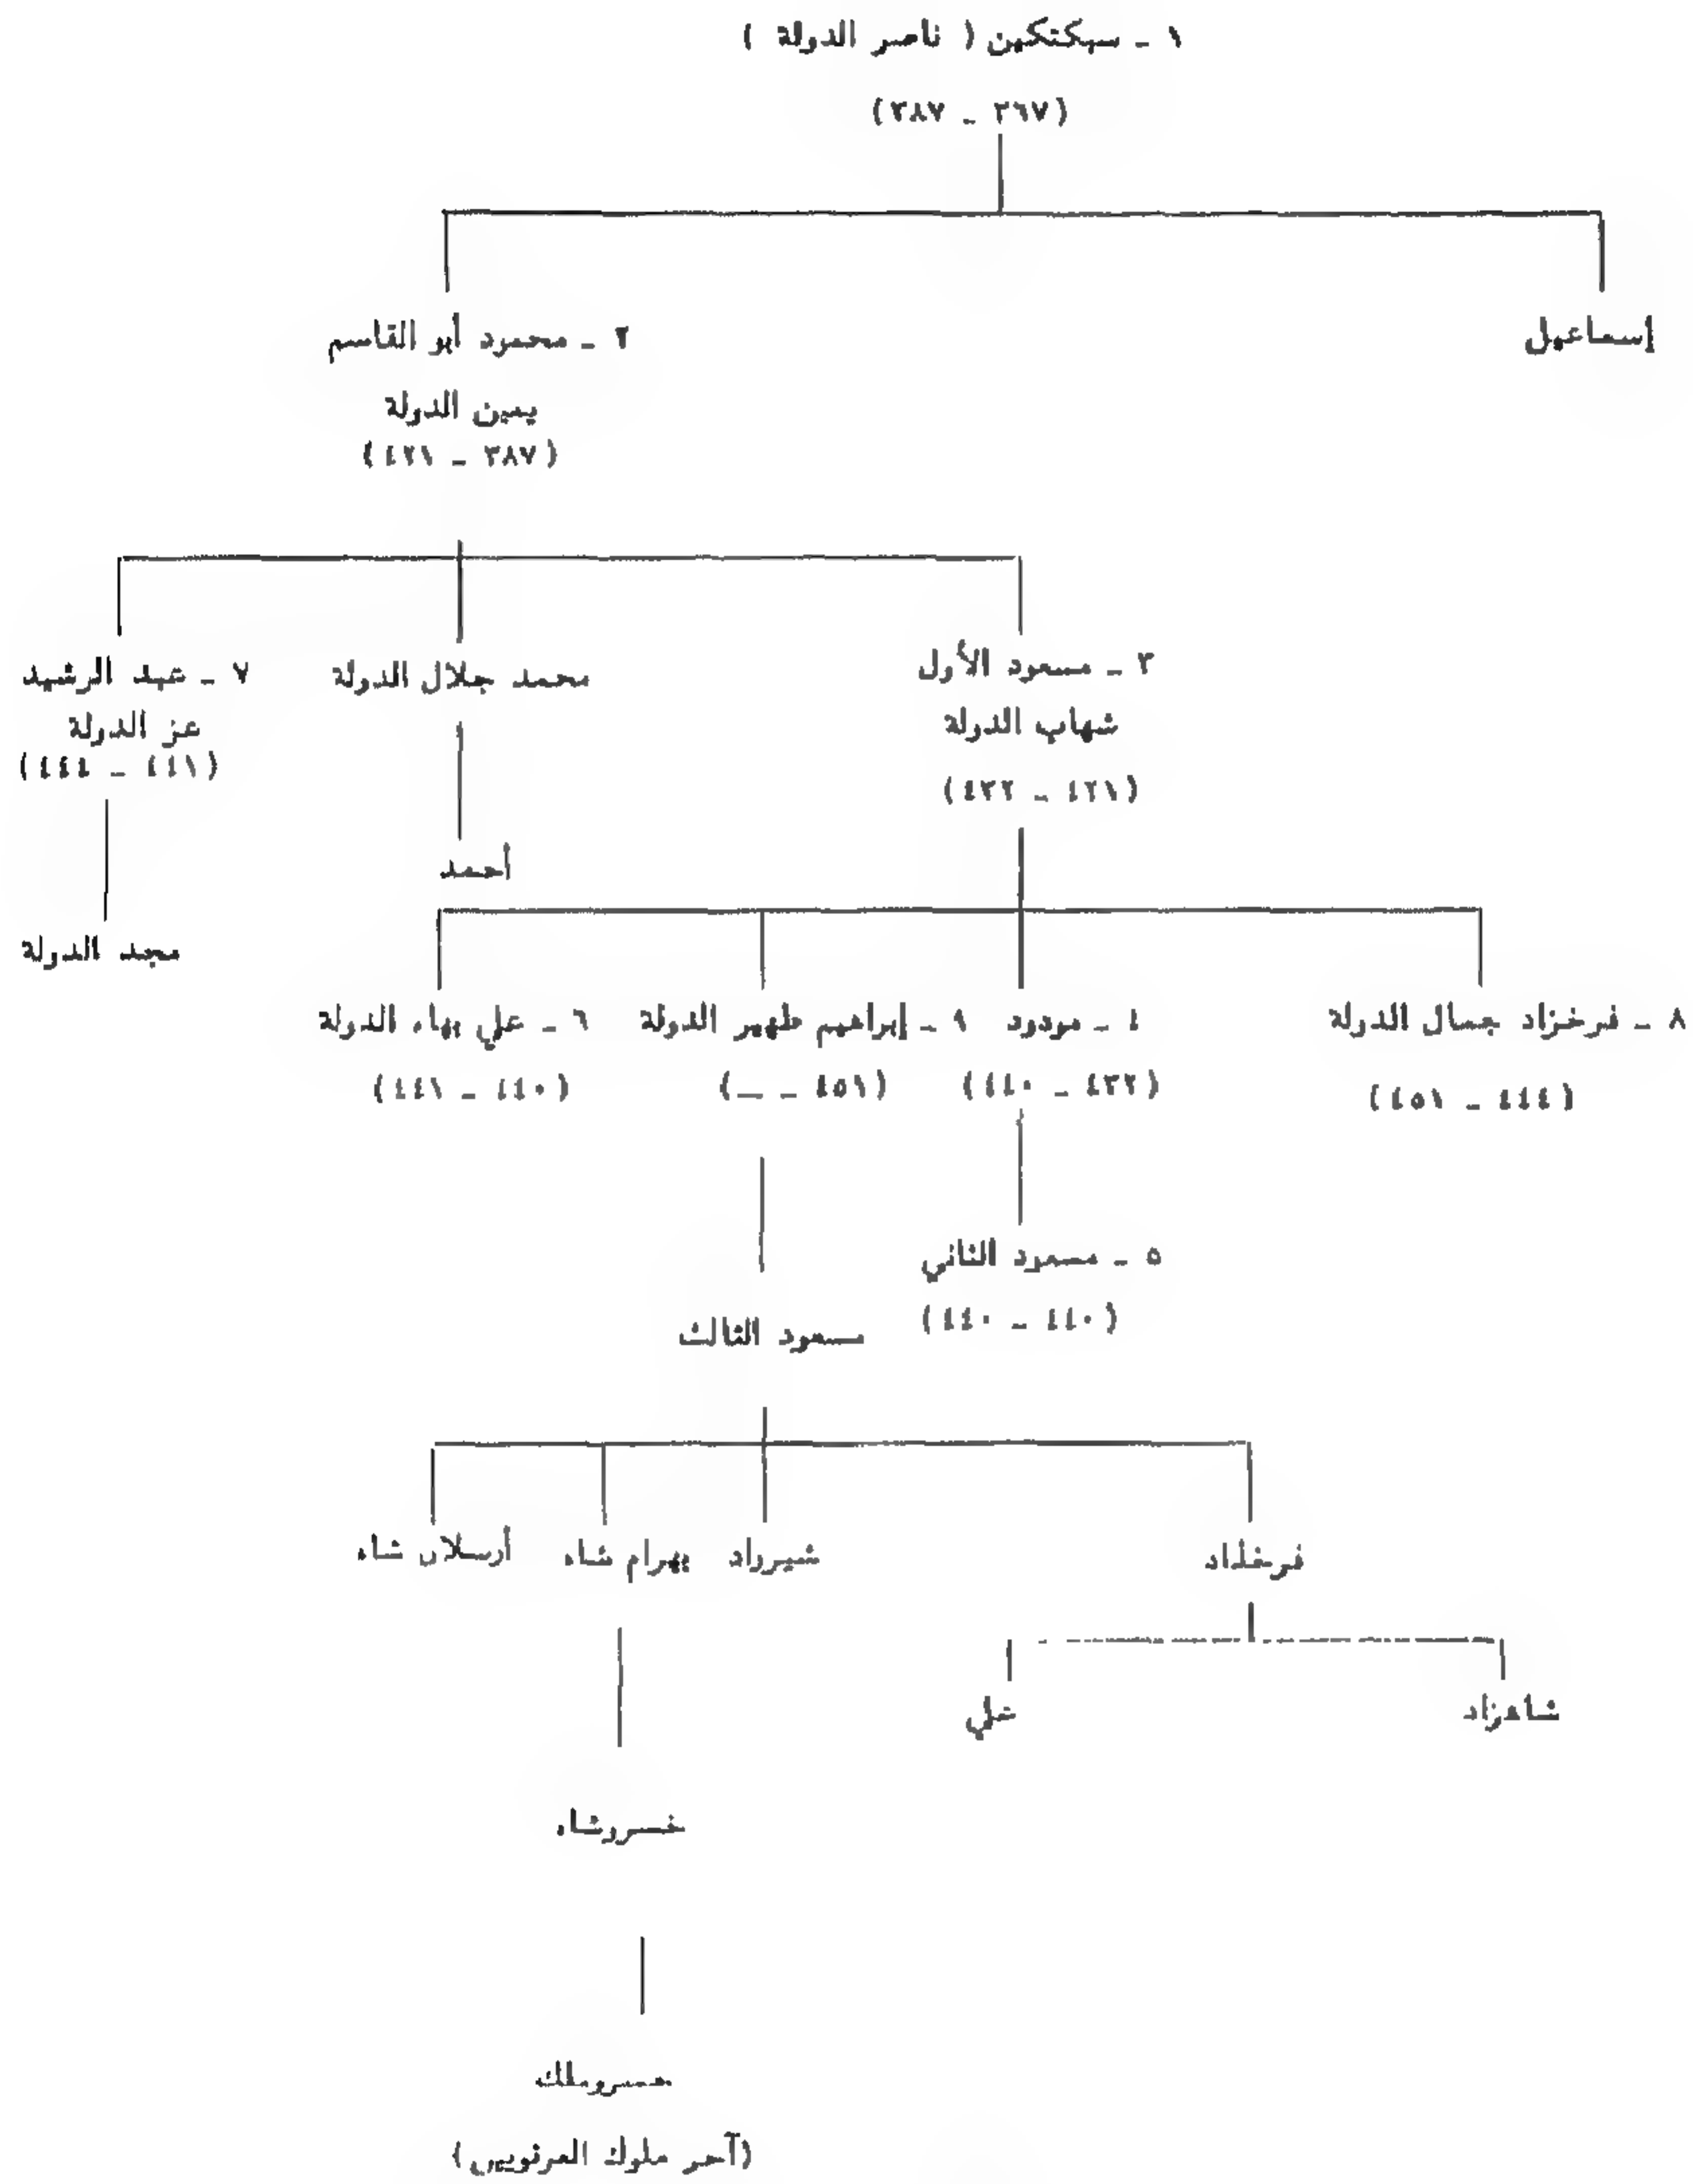 ١ - سبكتكين ( ناصر الدولة )
(٣٦٧ - ٣٨٧)
إسماعيل
٢ - محمود أبو القاسم
يمين الدولة
(٣٨٧ - ٤٢١)
٣ - مسعود الأول
شهاب الدولة
(٤٢١ - ٤٣٢)
محمد جلال الدولة
٧ - عبد الرشيد
عز الدولة
(٤٤١ - ٤٤٤)
أحمد
مجد الدولة
٨ - فرخزاد جمال الدولة
(٤٤٤ - ٤٥١)
٤ - مودود
(٤٣٢ - ٤٤٠)
٩ - إبراهيم ظهير الدولة
(٤٥١ - __)
٦ - علي بهاء الدولة
(٤٤٠ - ٤٤١)
٥ - مسعود الثاني
(٤٤٠ - ٤٤٠)
مسعود الثالث
فرخذاد
شيرزاد
بهرام شاه
أرسلان شاه
شاهزاد
علي
خسروشاه
خسروملك
(آخر ملوك الغزنويين)